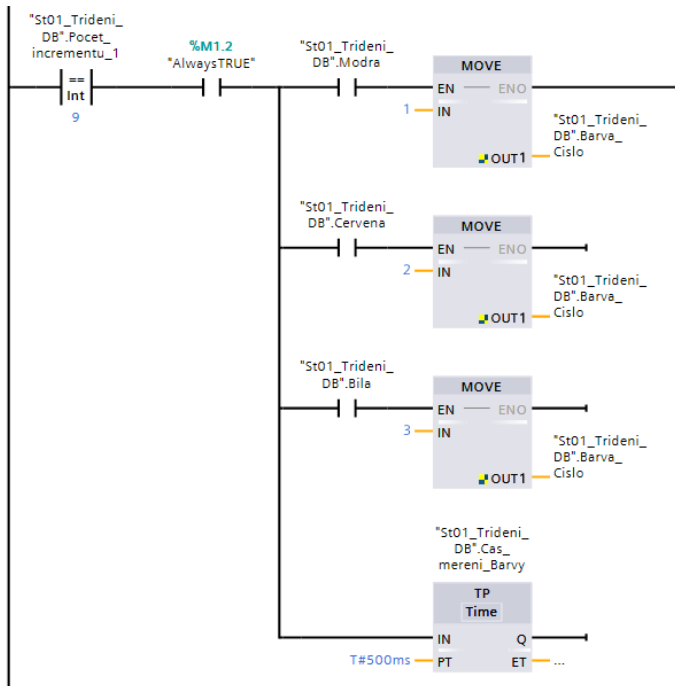 "St01_Trideni_
DB".Pocet_
incrementu_1
==
Int
9
%M1.2
"AlwaysTRUE"
"St01_Trideni_
DB".Modra
MOVE
EN
ENO
1
IN
OUT1
"St01_Trideni_
DB".Barva_
Cislo
"St01_Trideni_
DB".Cervena
MOVE
EN
ENO
2
IN
OUT1
"St01_Trideni_
DB".Barva_
Cislo
"St01_Trideni_
DB".Bila
MOVE
EN
ENO
3
IN
OUT1
"St01_Trideni_
DB".Barva_
Cislo
"St01_Trideni_
DB".Cas_
mereni_Barvy
TP
Time
IN
Q
T#500ms
PT
ET
...